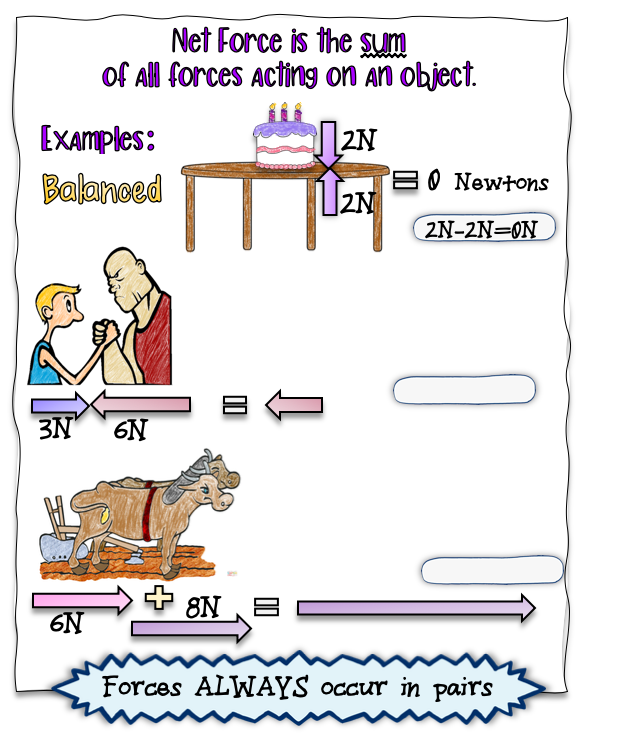 Net Force is the sum
of all forces acting on an object.
Examples:
2N
Balanced
= 0 Newtons
2N
2N-2N=0N
=
3N 6N
+ 8N =
6N
Forces ALWAYS occur in pairs